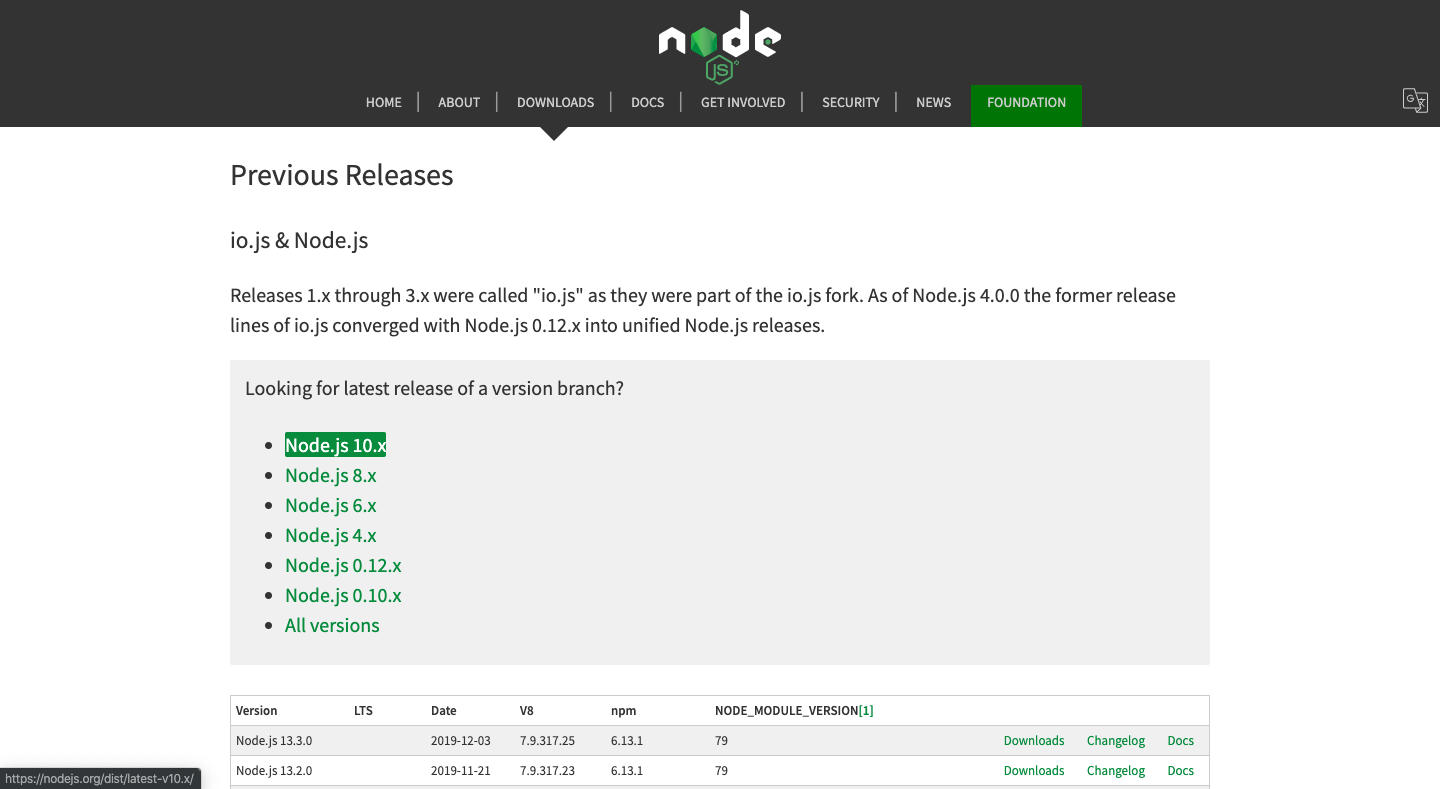 node
JS
HOME
ABOUT
DOWNLOADS
DOCS
GET INVOLVED
SECURITY
NEWS
FOUNDATION
Previous Releases
io.js & Node.js
Releases 1.x through 3.x were called "io.js" as they were part of the io.js fork. As of Node.js 4.0.0 the former release
lines of io.js converged with Node.js 0.12.x into unified Node.js releases.
Looking for latest release of a version branch?
Node.js 10.x
Node.js 8.x
Node.js 6.x
Node.js 4.x
Node.js 0.12.x
Node.js 0.10.x
All versions
Version LTS Date V8 npm NODE_MODULE_VERSION[1]
Node.js 13.3.0 2019-12-03 7.9.317.25 6.13.1 79 Downloads Changelog Docs
Node.js 13.2.0 2019-11-21 7.9.317.23 6.13.1 79 Downloads Changelog Docs
https://nodejs.org/dist/latest-v10.x/